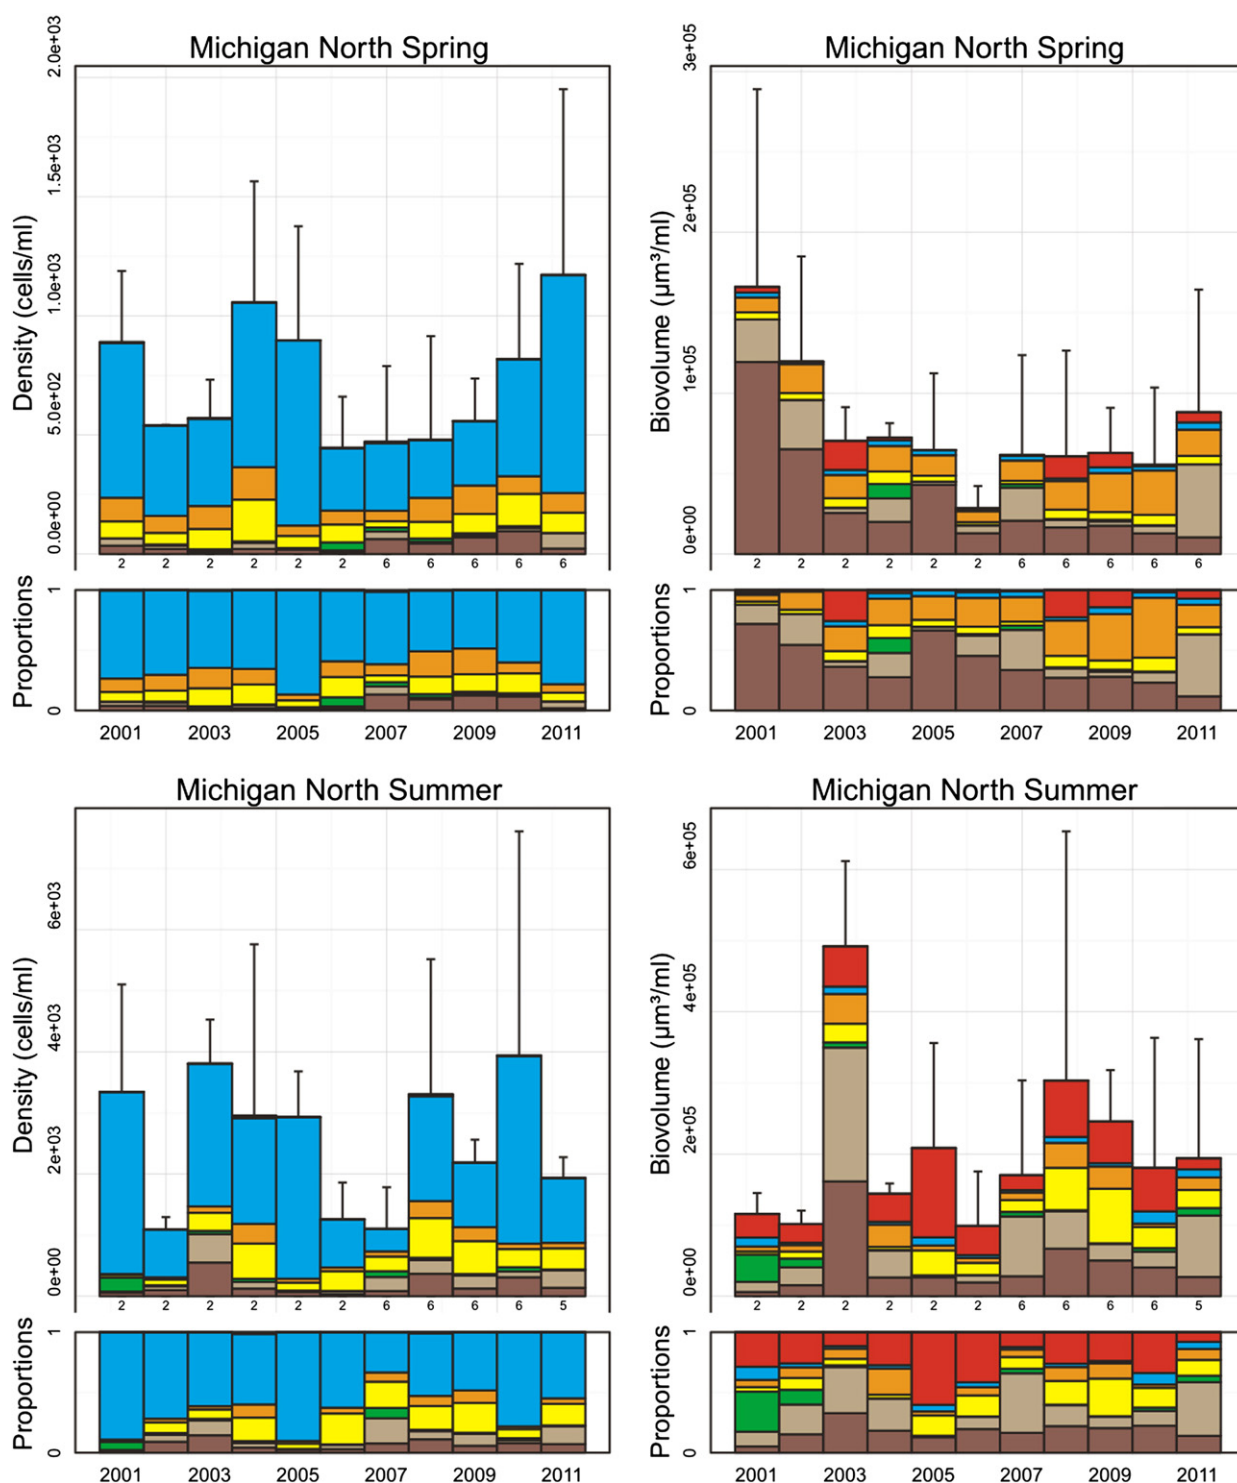 Michigan North Spring
Density (cells/ml)
2.0e+03
1.5e+03
1.0e+03
5.0e+02
0.0e+00
2 2 2 2 2 2 6 6 6 6 6
Proportions
1
0
2001 2003 2005 2007 2009 2011
Michigan North Spring
Biovolume (µm³/ml)
3e+05
2e+05
1e+05
0e+00
2 2 2 2 2 2 6 6 6 6 6
Proportions
1
0
2001 2003 2005 2007 2009 2011
Michigan North Summer
Density (cells/ml)
6e+03
4e+03
2e+03
0e+00
2 2 2 2 2 2 6 6 6 6 5
Proportions
1
0
2001 2003 2005 2007 2009 2011
Michigan North Summer
Biovolume (µm³/ml)
6e+05
4e+05
2e+05
0e+00
2 2 2 2 2 2 6 6 6 6 5
Proportions
1
0
2001 2003 2005 2007 2009 2011